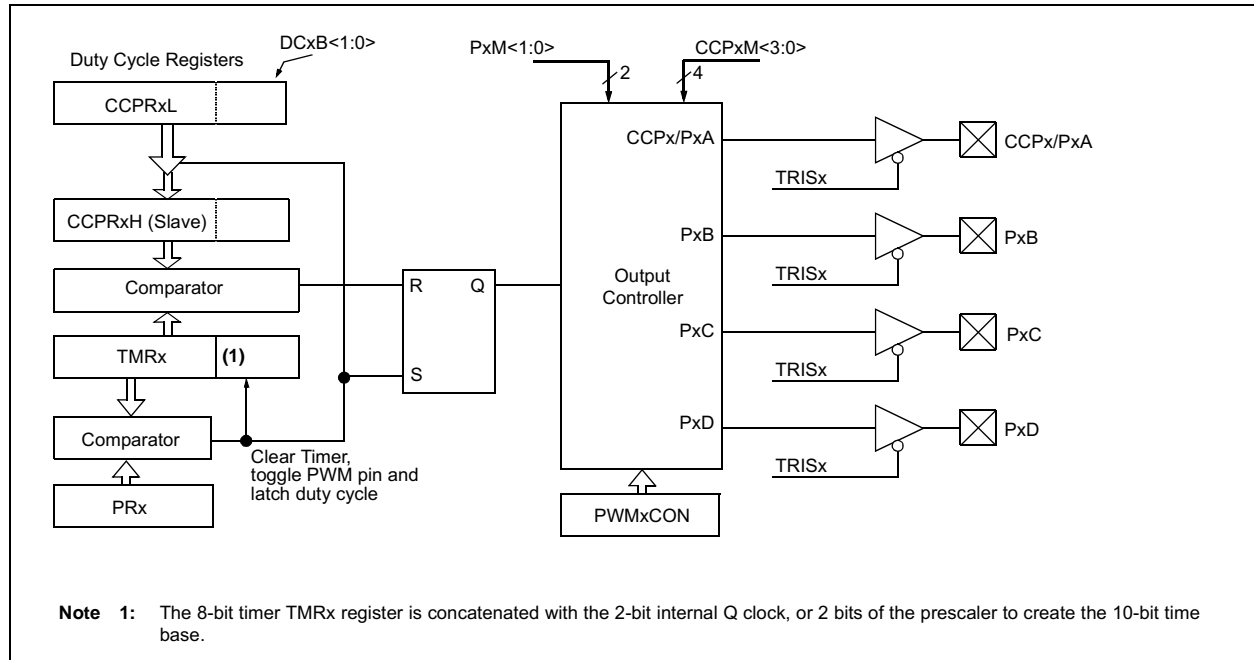 DCxB<1:0>
Duty Cycle Registers
CCPRxL
CCPRxH (Slave)
Comparator
TMRx
(1)
Comparator
PRx
Clear Timer,
toggle PWM pin and
latch duty cycle
R
Q
S
PxM<1:0>
2
CCPxM<3:0>
4
CCPx/PxA
PxB
Output
Controller
PxC
PxD
PWMxCON
TRISx
CCPx/PxA
TRISx
PxB
TRISx
PxC
TRISx
PxD
Note 1: The 8-bit timer TMRx register is concatenated with the 2-bit internal Q clock, or 2 bits of the prescaler to create the 10-bit time
base.